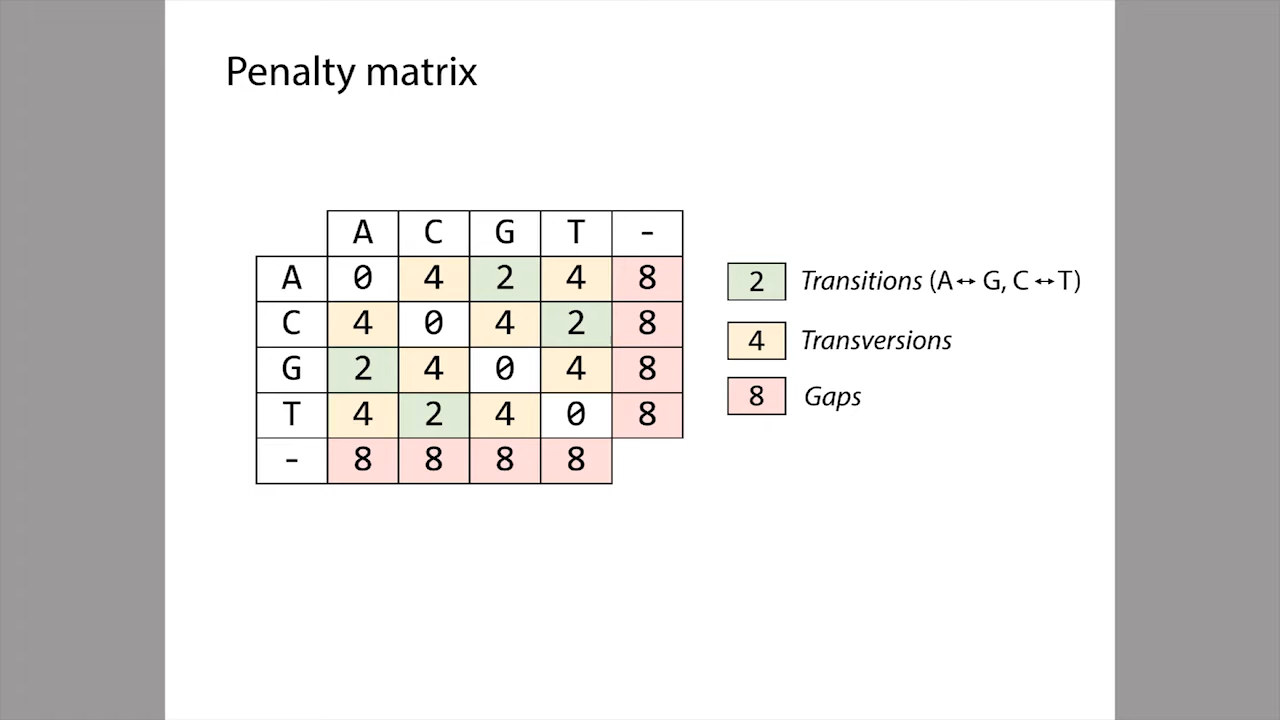 Penalty matrix
A C G T -
A 0 4 2 4 8
C 4 0 4 2 8
G 2 4 0 4 8
T 4 2 4 0 8
- 8 8 8 8
2 Transitions (A↔G, C↔T)
4 Transversions
8 Gaps